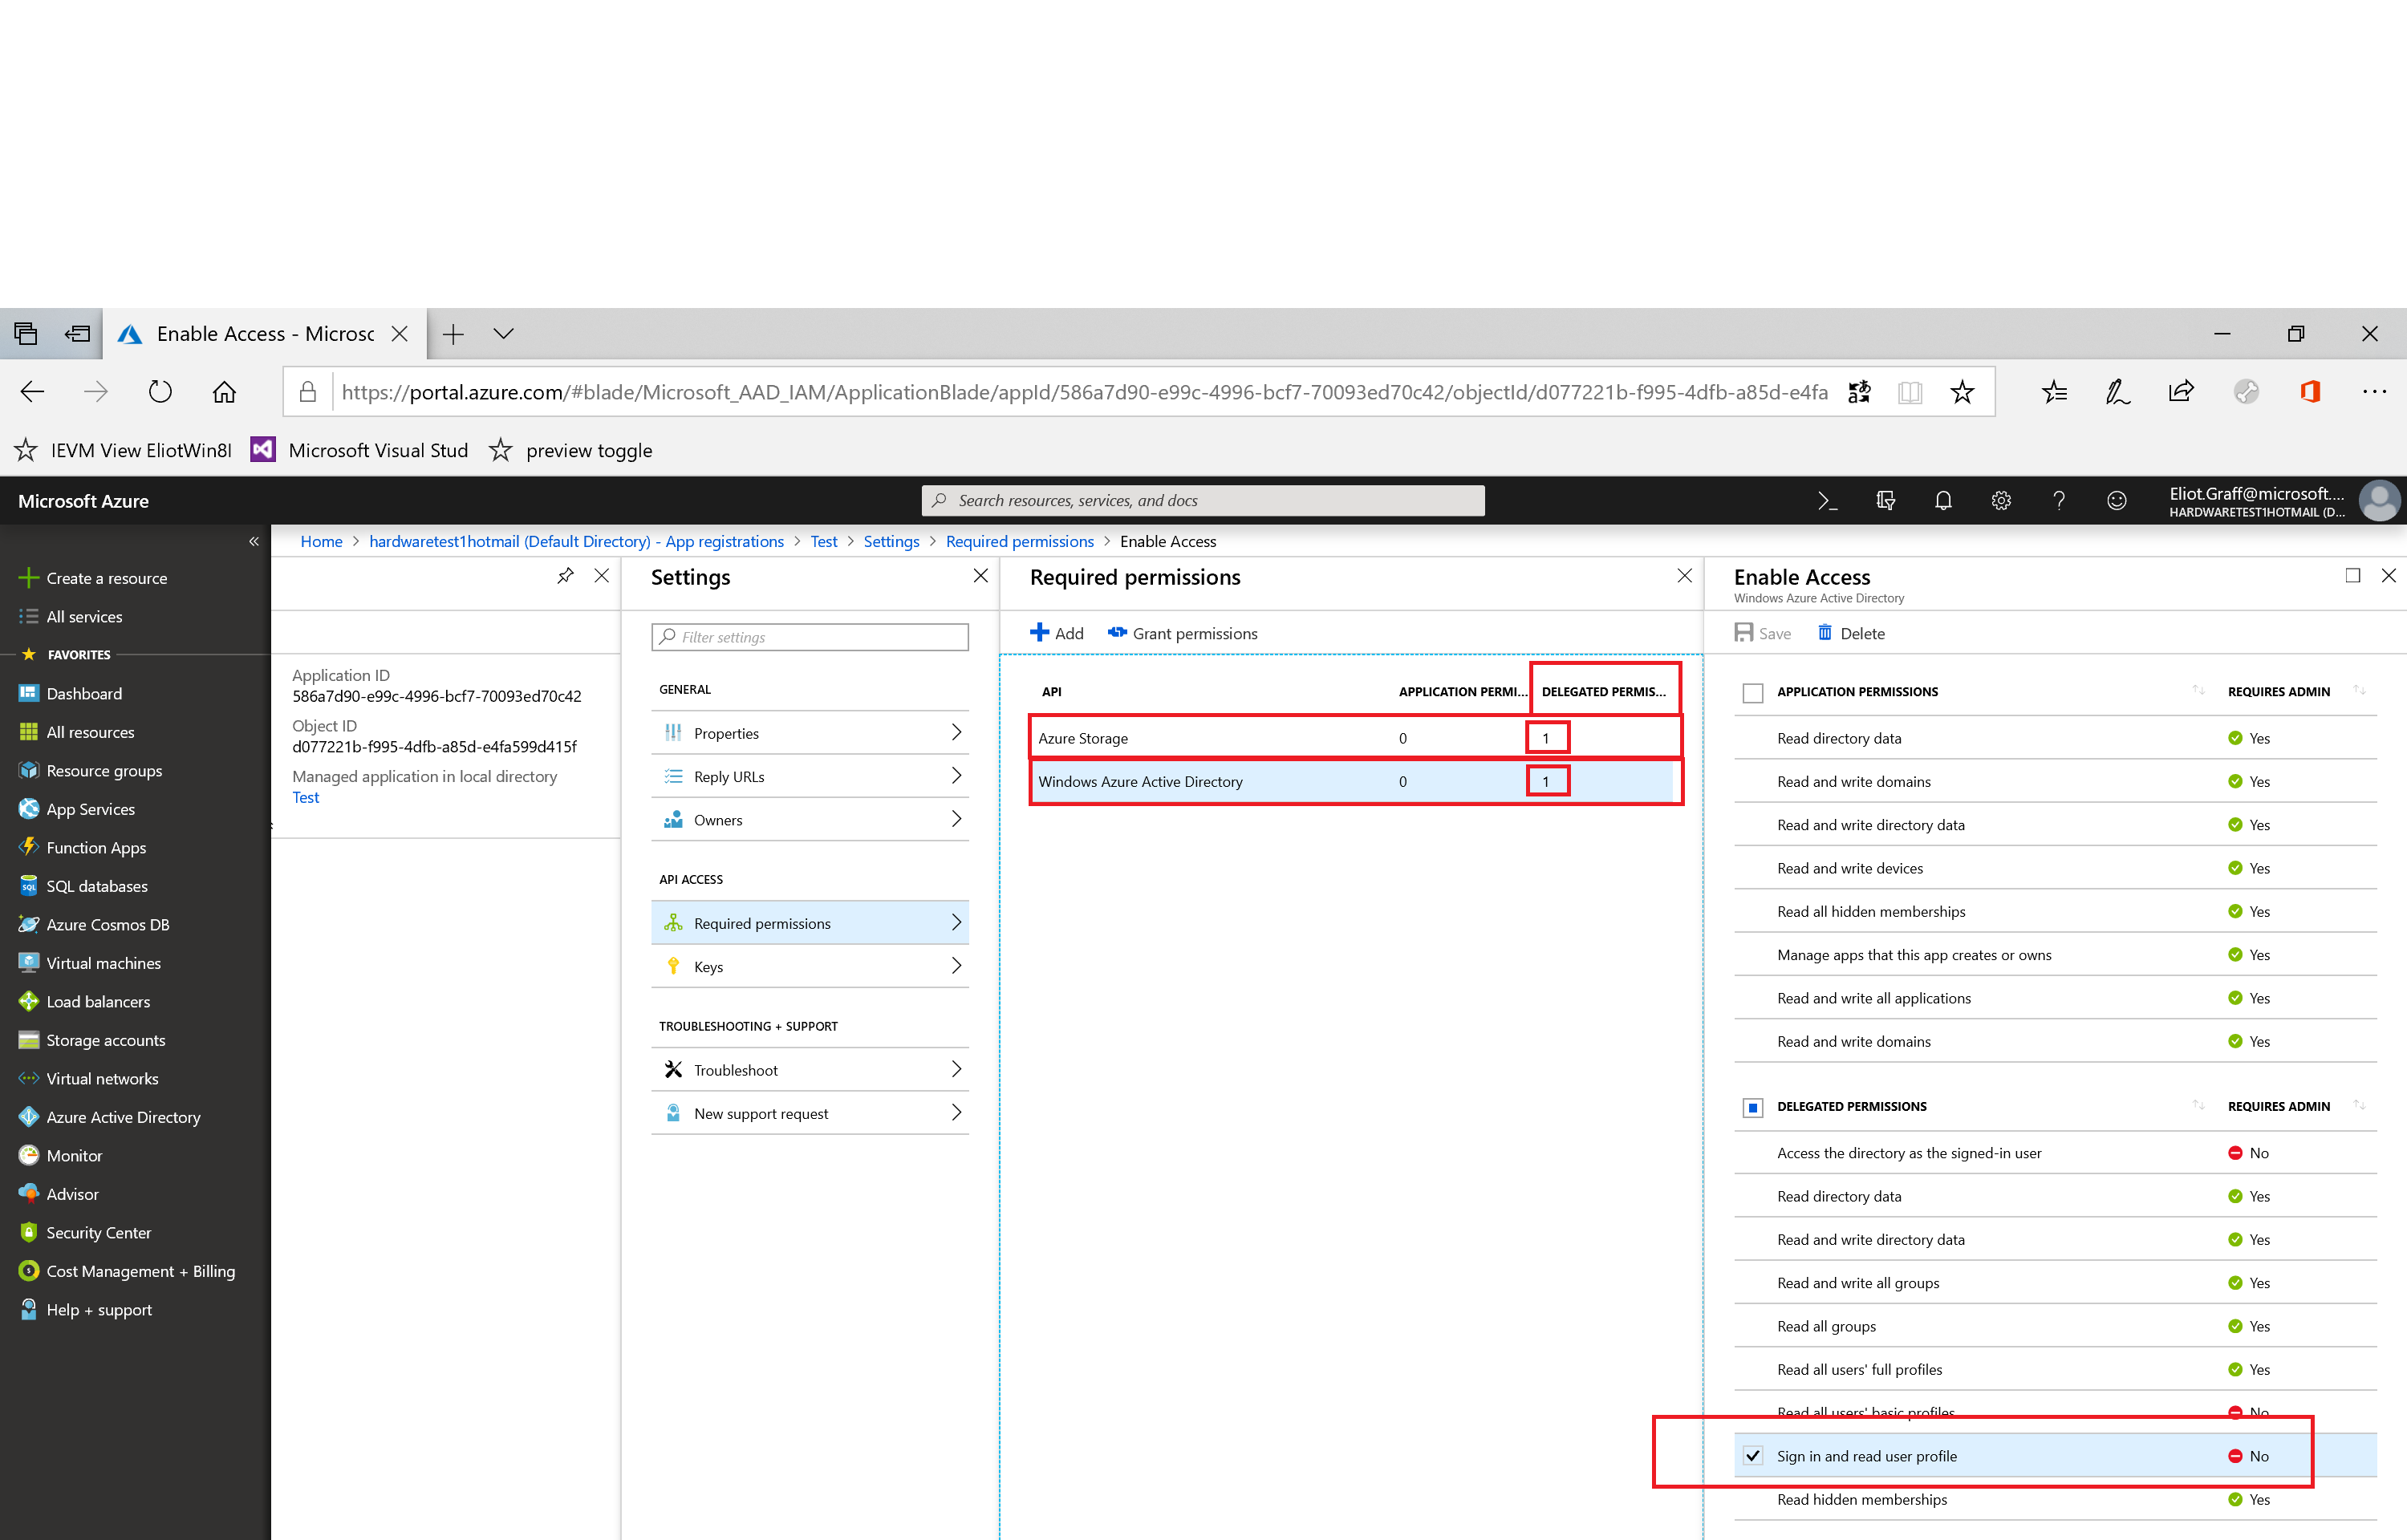 Enable Access - Microsc
https://portal.azure.com/#blade/Microsoft_AAD_IAM/ApplicationBlade/appId/586a7d90-e99c-4996-bcf7-70093ed70c42/objectId/d077221b-f995-4dfb-a85d-e4fa
IEVM View EliotWin8I Microsoft Visual Stud preview toggle
Microsoft Azure
Search resources, services, and docs
Eliot.Graff@microsoft....
HARDWARETEST1HOTMAIL (D...
Home > hardwaretest1hotmail (Default Directory) - App registrations > Test > Settings > Required permissions > Enable Access
Create a resource
All services
FAVORITES
Dashboard
All resources
Resource groups
App Services
Function Apps
SQL databases
Azure Cosmos DB
Virtual machines
Load balancers
Storage accounts
Virtual networks
Azure Active Directory
Monitor
Advisor
Security Center
Cost Management + Billing
Help + support
Application ID
586a7d90-e99c-4996-bcf7-70093ed70c42
Object ID
d077221b-f995-4dfb-a85d-e4fa599d415f
Managed application in local directory
Test
Settings
Filter settings
GENERAL
Properties
Reply URLs
Owners
API ACCESS
Required permissions
Keys
TROUBLESHOOTING + SUPPORT
Troubleshoot
New support request
Required permissions
Add Grant permissions
API APPLICATION PERMI... DELEGATED PERMIS...
Azure Storage 0 1
Windows Azure Active Directory 0 1
Enable Access
Windows Azure Active Directory
Save Delete
APPLICATION PERMISSIONS REQUIRES ADMIN
Read directory data Yes
Read and write domains Yes
Read and write directory data Yes
Read and write devices Yes
Read all hidden memberships Yes
Manage apps that this app creates or owns Yes
Read and write all applications Yes
Read and write domains Yes
DELEGATED PERMISSIONS REQUIRES ADMIN
Access the directory as the signed-in user No
Read directory data Yes
Read and write directory data Yes
Read and write all groups Yes
Read all groups Yes
Read all users' full profiles Yes
Read all users' basic profiles No
Sign in and read user profile No
Read hidden memberships Yes